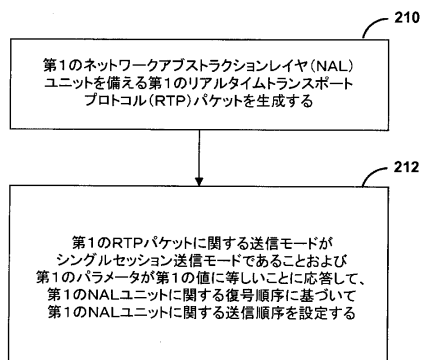 210
第1のネットワークアブストラクションレイヤ(NAL)
ユニットを備える第1のリアルタイムトランスポート
プロトコル(RTP)パケットを生成する
212
第1のRTPパケットに関する送信モードが
シングルセッション送信モードであることおよび
第1のパラメータが第1の値に等しいことに応答して、
第1のNALユニットに関する復号順序に基づいて
第1のNALユニットに関する送信順序を設定する